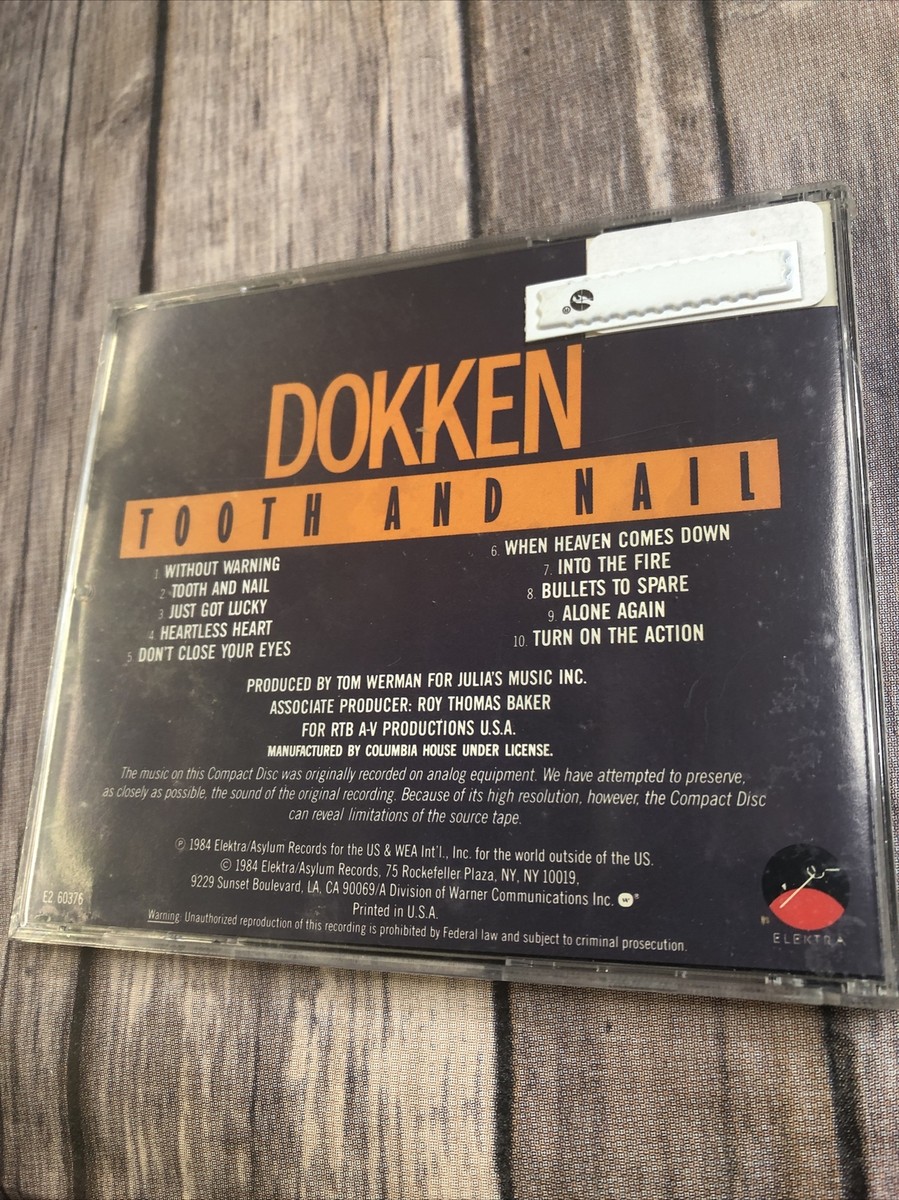 DOKKEN
TOOTH AND NAIL
1. WITHOUT WARNING
2. TOOTH AND NAIL
3. JUST GOT LUCKY
4. HEARTLESS HEART
5. DON'T CLOSE YOUR EYES
6. WHEN HEAVEN COMES DOWN
7. INTO THE FIRE
8. BULLETS TO SPARE
9. ALONE AGAIN
10. TURN ON THE ACTION
PRODUCED BY TOM WERMAN FOR JULIA'S MUSIC INC.
ASSOCIATE PRODUCER: ROY THOMAS BAKER
FOR RTB A-V PRODUCTIONS U.S.A.
MANUFACTURED BY COLUMBIA HOUSE UNDER LICENSE.
The music on this Compact Disc was originally recorded on analog equipment. We have attempted to preserve,
as closely as possible, the sound of the original recording. Because of its high resolution, however, the Compact Disc
can reveal limitations of the source tape.
℗ 1984 Elektra/Asylum Records for the US & WEA Int'l., Inc. for the world outside of the US.
© 1984 Elektra/Asylum Records, 75 Rockefeller Plaza, NY, NY 10019,
9229 Sunset Boulevard, LA, CA 90069/A Division of Warner Communications Inc.
Printed in U.S.A.
Warning: Unauthorized reproduction of this recording is prohibited by Federal law and subject to criminal prosecution.
E2 60376
ELEKTRA